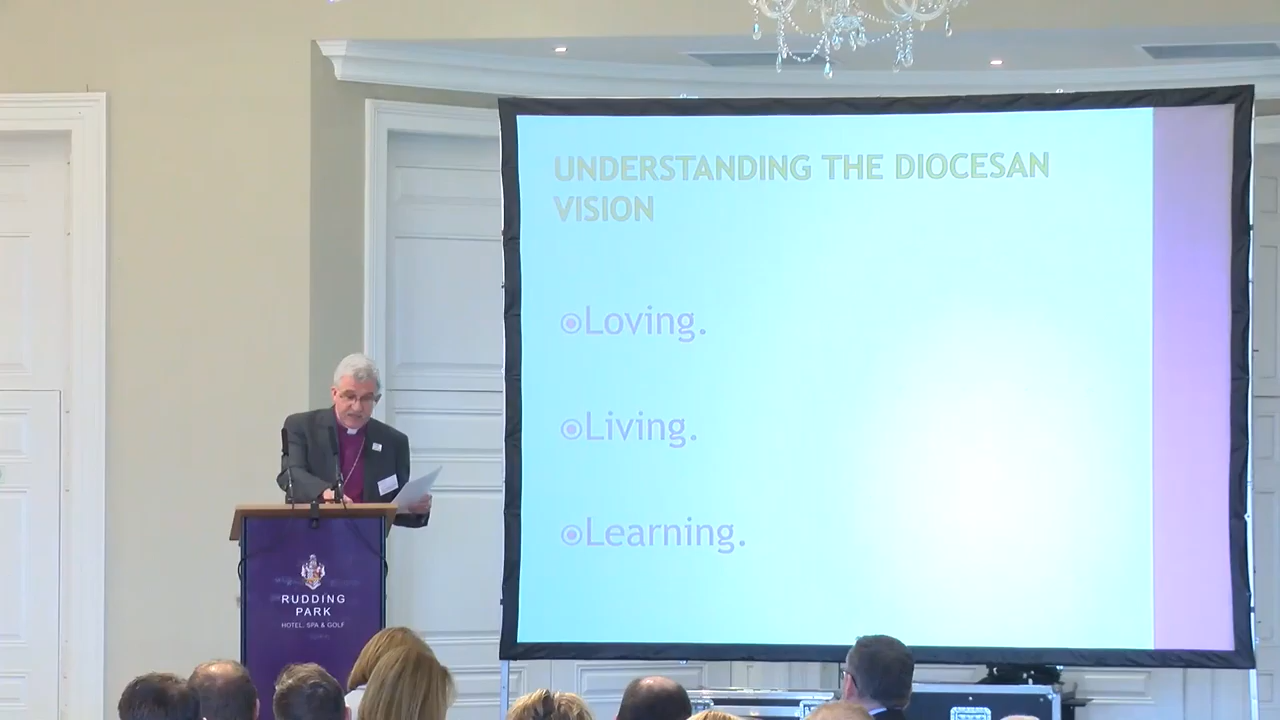 UNDERSTANDING THE DIOCESAN
VISION
Loving.
Living.
Learning.
RUDDING
PARK
HOTEL, SPA & GOLF